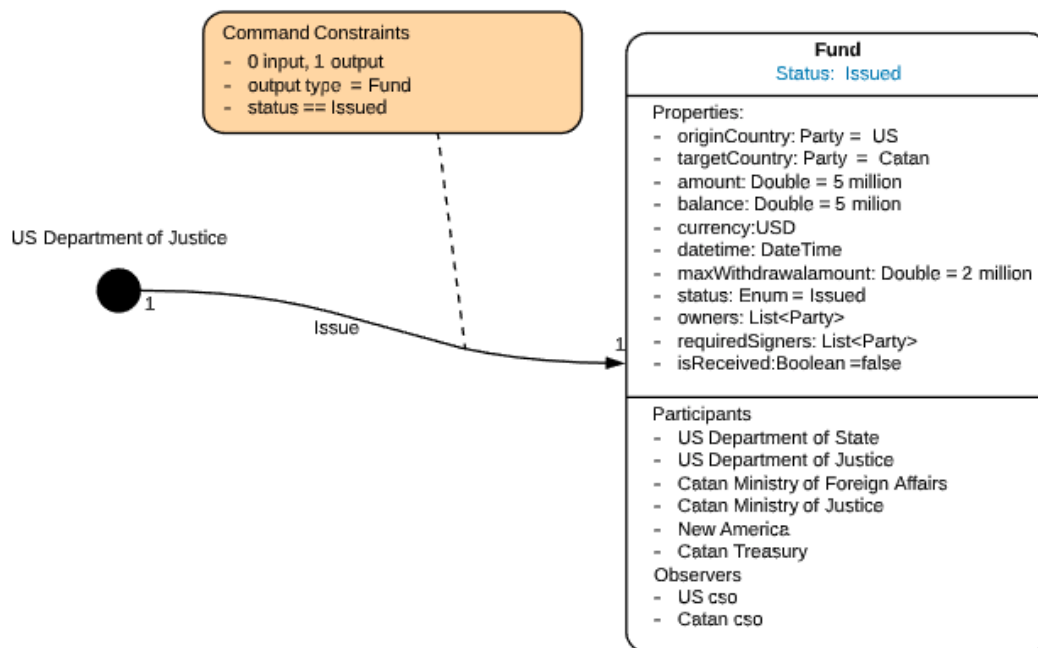 Command Constraints
- 0 input, 1 output
- output type = Fund
- status == Issued
US Department of Justice
1
Issue
1
Fund
Status: Issued
Properties:
- originCountry: Party = US
- targetCountry: Party = Catan
- amount: Double = 5 million
- balance: Double = 5 milion
- currency:USD
- datetime: DateTime
- maxWithdrawalamount: Double = 2 million
- status: Enum = Issued
- owners: List<Party>
- requiredSigners: List<Party>
- isReceived:Boolean =false
Participants
- US Department of State
- US Department of Justice
- Catan Ministry of Foreign Affairs
- Catan Ministry of Justice
- New America
- Catan Treasury
Observers
- US cso
- Catan cso